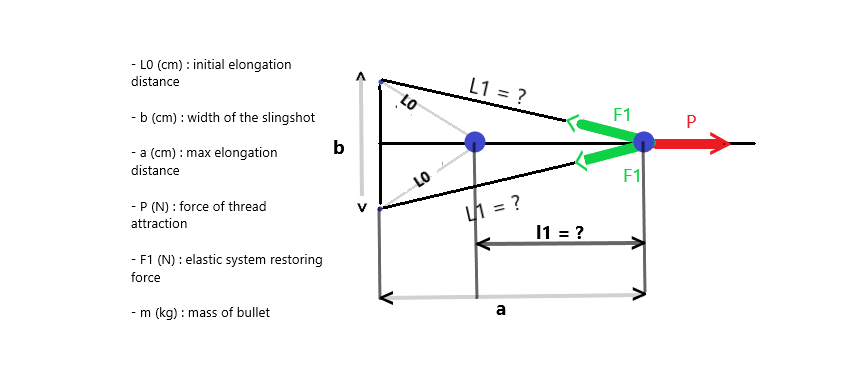 - L0 (cm) : initial elongation
distance
- b (cm) : width of the slingshot
- a (cm) : max elongation
distance
- P (N) : force of thread
attraction
- F1 (N) : elastic system restoring
force
- m (kg) : mass of bullet
L0
L1 = ?
F1
P
b
L0
F1
L1 = ?
l1 = ?
a